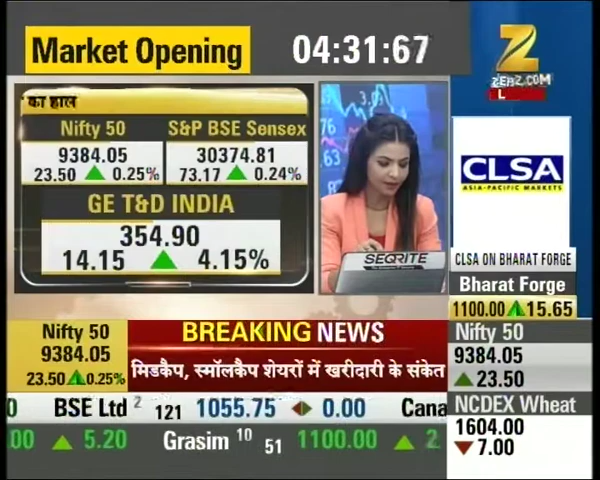 Market Opening
04:31:67
ZEEBIZ.COM
का हाल
Nifty 50
9384.05
23.50 0.25%
S&P BSE Sensex
30374.81
73.17 0.24%
GE T&D INDIA
354.90
14.15 4.15%
SEQRITE
CLSA
ASIA-PACIFIC MARKETS
CLSA ON BHARAT FORGE
Bharat Forge
1100.00 15.65
Nifty 50
9384.05
23.50 0.25%
BREAKING NEWS
मिडकैप, स्मॉलकैप शेयरों में खरीदारी के संकेत
Nifty 50
9384.05
23.50
NCDEX Wheat
1604.00
7.00
0 BSE Ltd 2 121 1055.75 0.00 Cana
.00 5.20 Grasim 10 51 1100.00 2